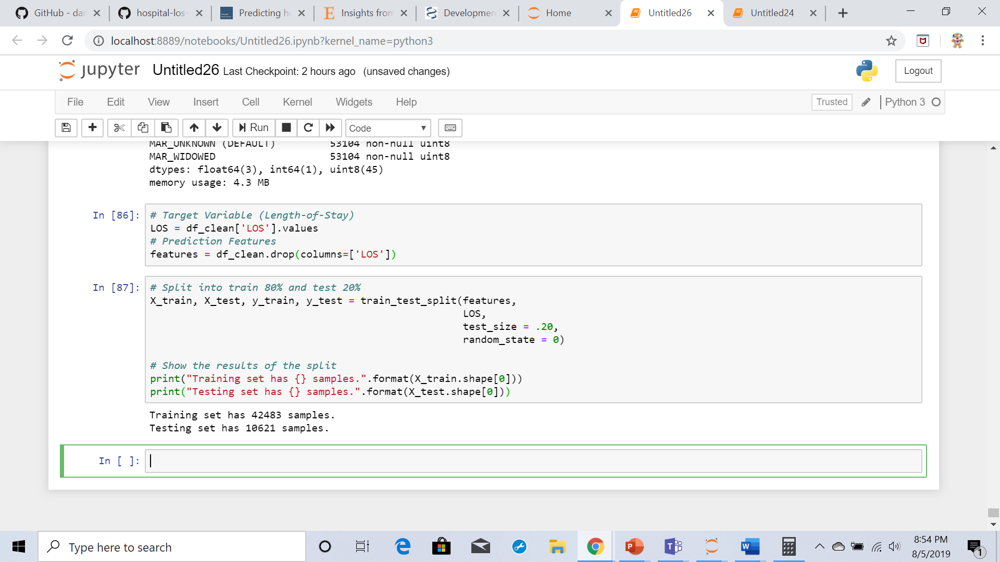 GitHub - dar
hospital-los-
Predicting ho
Insights from
Developmen
Home
Untitled26
Untitled24
localhost:8889/notebooks/Untitled26.ipynb?kernel_name=python3
jupyter Untitled26 Last Checkpoint: 2 hours ago (unsaved changes)
Logout
File Edit View Insert Cell Kernel Widgets Help
Trusted
Python 3
Run
Code
MAR_UNKNOWN (DEFAULT) 53104 non-null uint8
MAR_WIDOWED 53104 non-null uint8
dtypes: float64(3), int64(1), uint8(45)
memory usage: 4.3 MB
In [86]:
# Target Variable (Length-of-Stay)
LOS = df_clean['LOS'].values
# Prediction Features
features = df_clean.drop(columns=['LOS'])
In [87]:
# Split into train 80% and test 20%
X_train, X_test, y_train, y_test = train_test_split(features,
LOS,
test_size = .20,
random_state = 0)
# Show the results of the split
print("Training set has {} samples.".format(X_train.shape[0]))
print("Testing set has {} samples.".format(X_test.shape[0]))
Training set has 42483 samples.
Testing set has 10621 samples.
In [ ]:
Type here to search
8:54 PM
8/5/2019
1